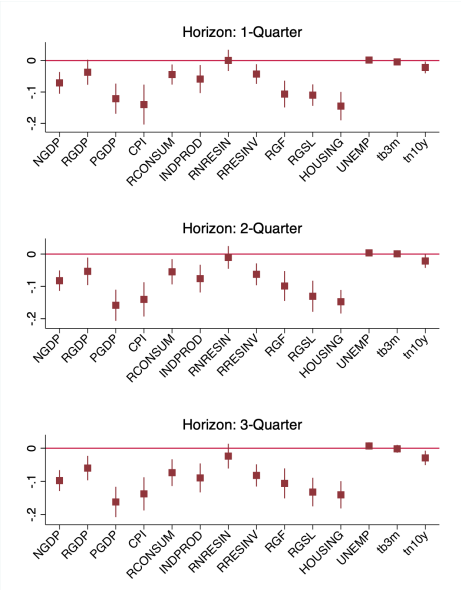 Horizon: 1-Quarter
0
-.1
-.2
NGDP RGDP PGDP CPI RCONSUM INDPROD RNRESIN RRESINV RGF RGSL HOUSING UNEMP tb3m tn10y
Horizon: 2-Quarter
0
-.1
-.2
NGDP RGDP PGDP CPI RCONSUM INDPROD RNRESIN RRESINV RGF RGSL HOUSING UNEMP tb3m tn10y
Horizon: 3-Quarter
0
-.1
-.2
NGDP RGDP PGDP CPI RCONSUM INDPROD RNRESIN RRESINV RGF RGSL HOUSING UNEMP tb3m tn10y